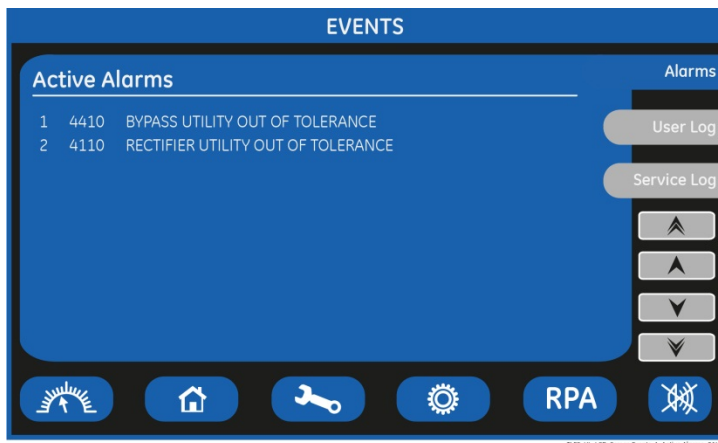 EVENTS
Active Alarms
Alarms
1 4410 BYPASS UTILITY OUT OF TOLERANCE
2 4110 RECTIFIER UTILITY OUT OF TOLERANCE
User Log
Service Log
RPA